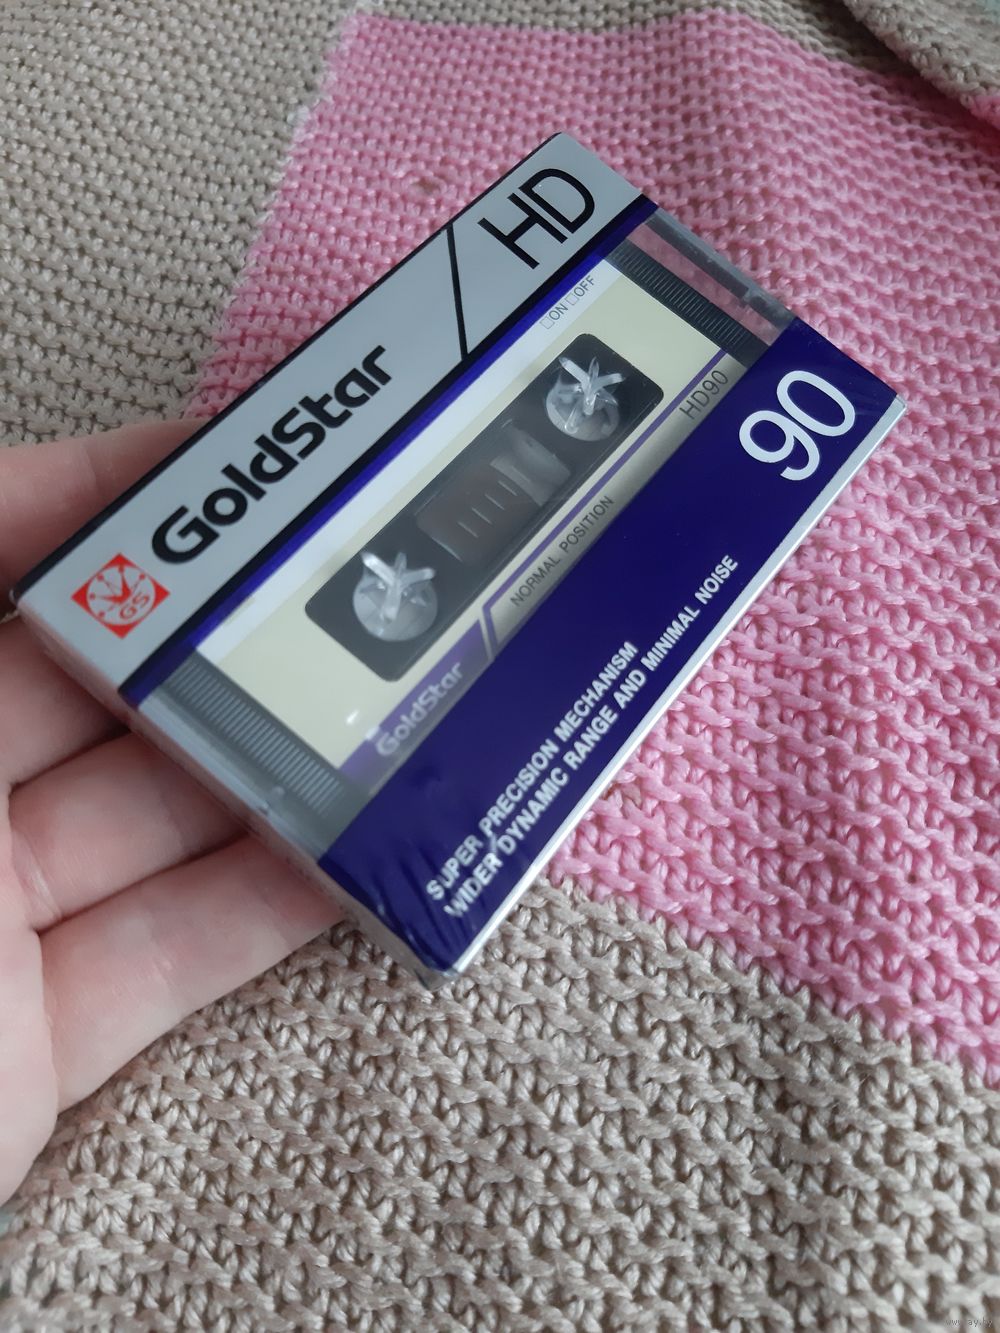 GS
GoldStar
HD
□ON □OFF
HD90
NORMAL POSITION
GoldStar
90
SUPER PRECISION MECHANISM
WIDER DYNAMIC RANGE AND MINIMAL NOISE